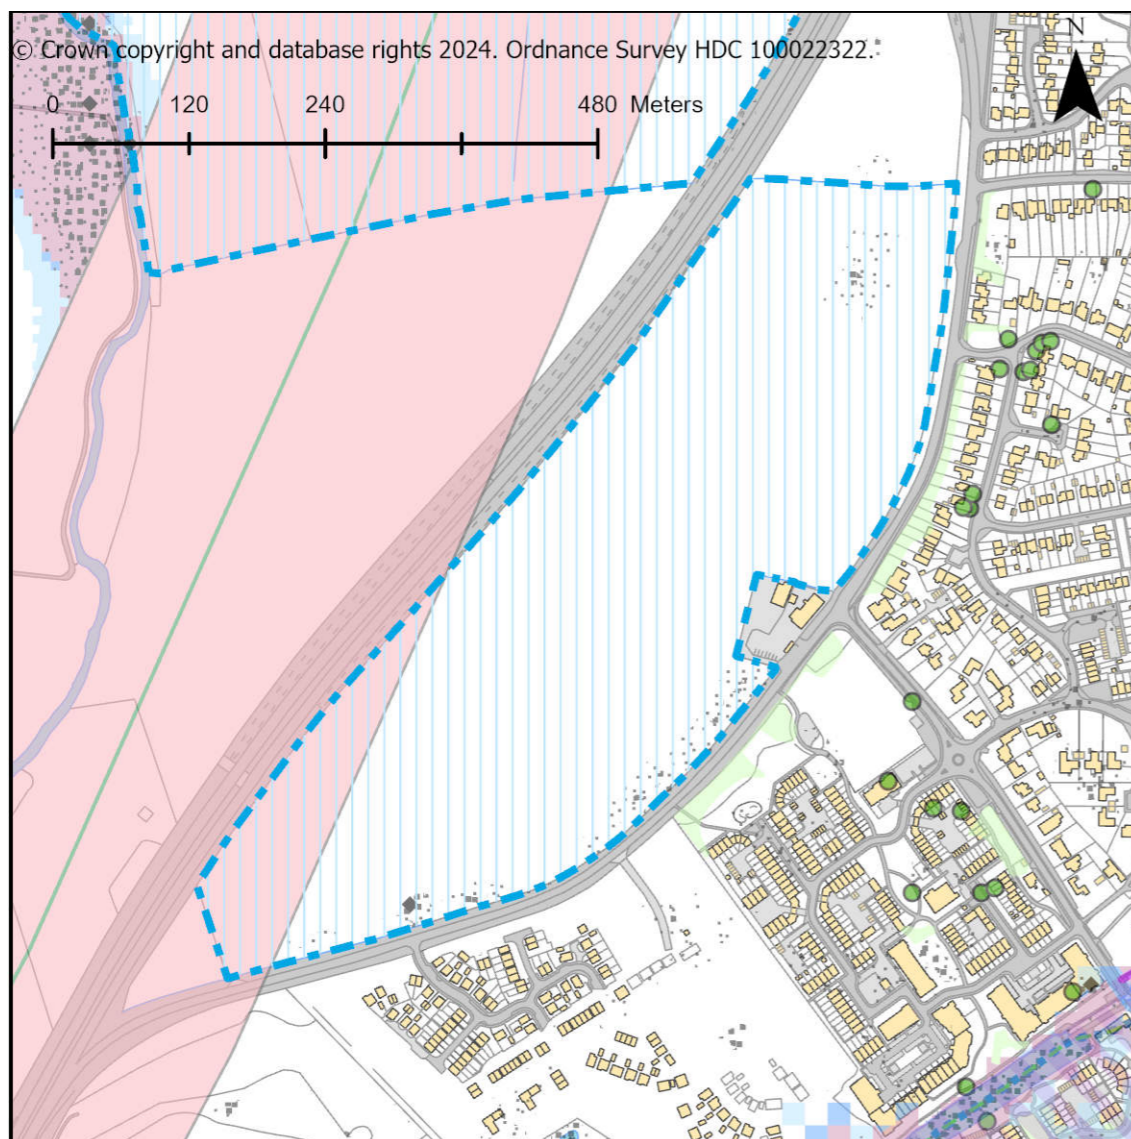 N
© Crown copyright and database rights 2024. Ordnance Survey HDC 100022322.
0 120 240 480 Meters